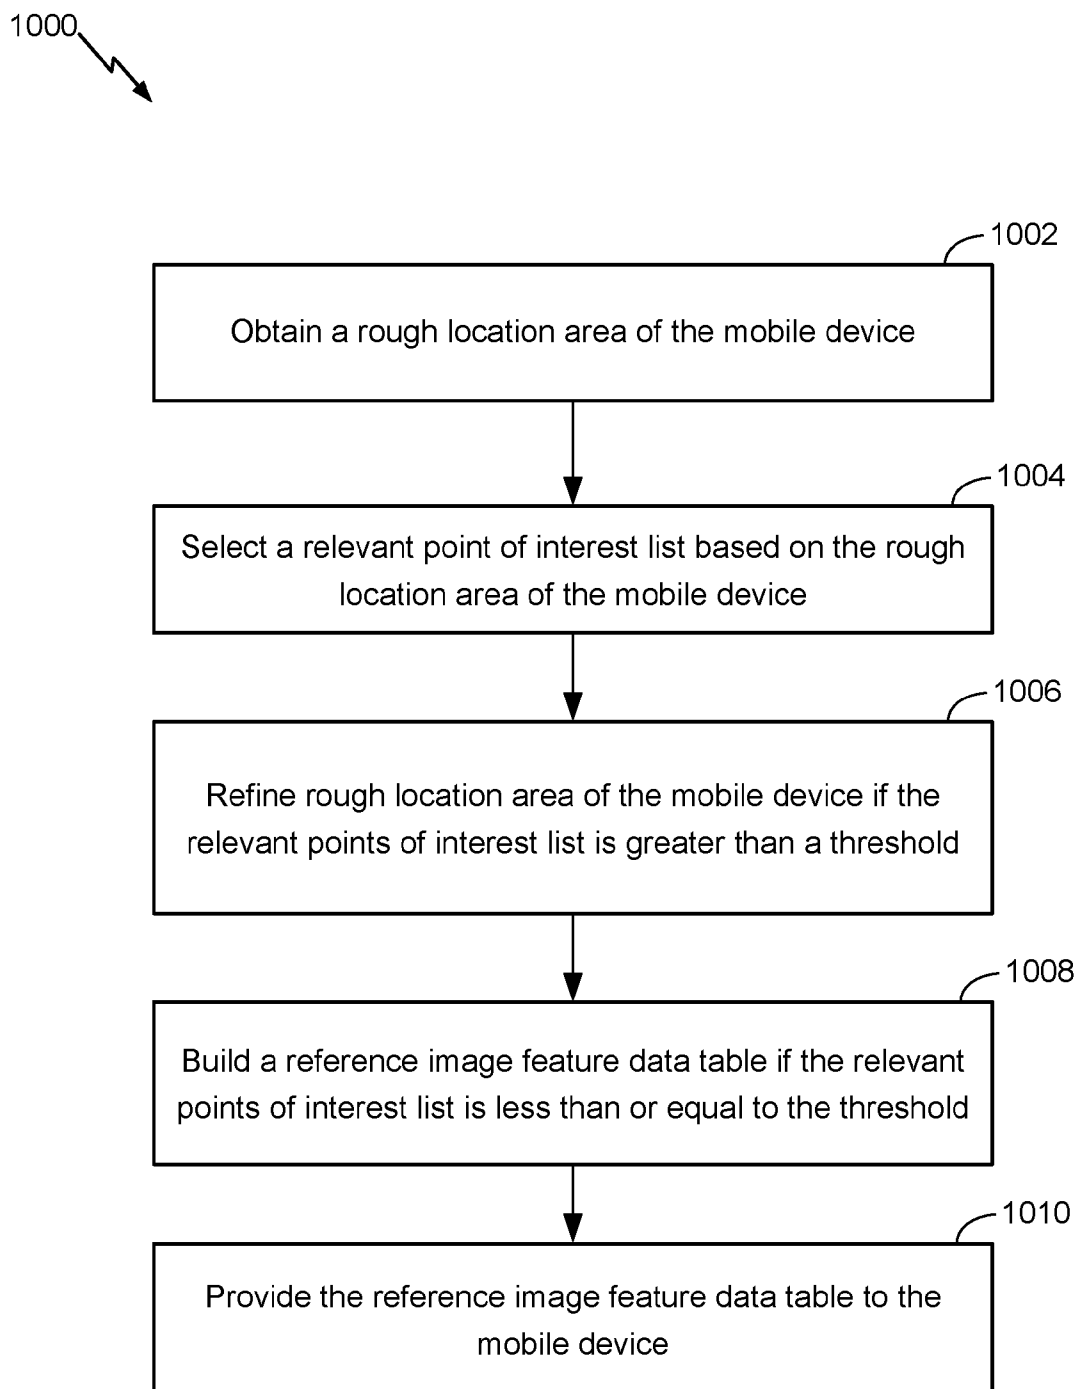 1000
1002
Obtain a rough location area of the mobile device
1004
Select a relevant point of interest list based on the rough
location area of the mobile device
1006
Refine rough location area of the mobile device if the
relevant points of interest list is greater than a threshold
1008
Build a reference image feature data table if the relevant
points of interest list is less than or equal to the threshold
1010
Provide the reference image feature data table to the
mobile device